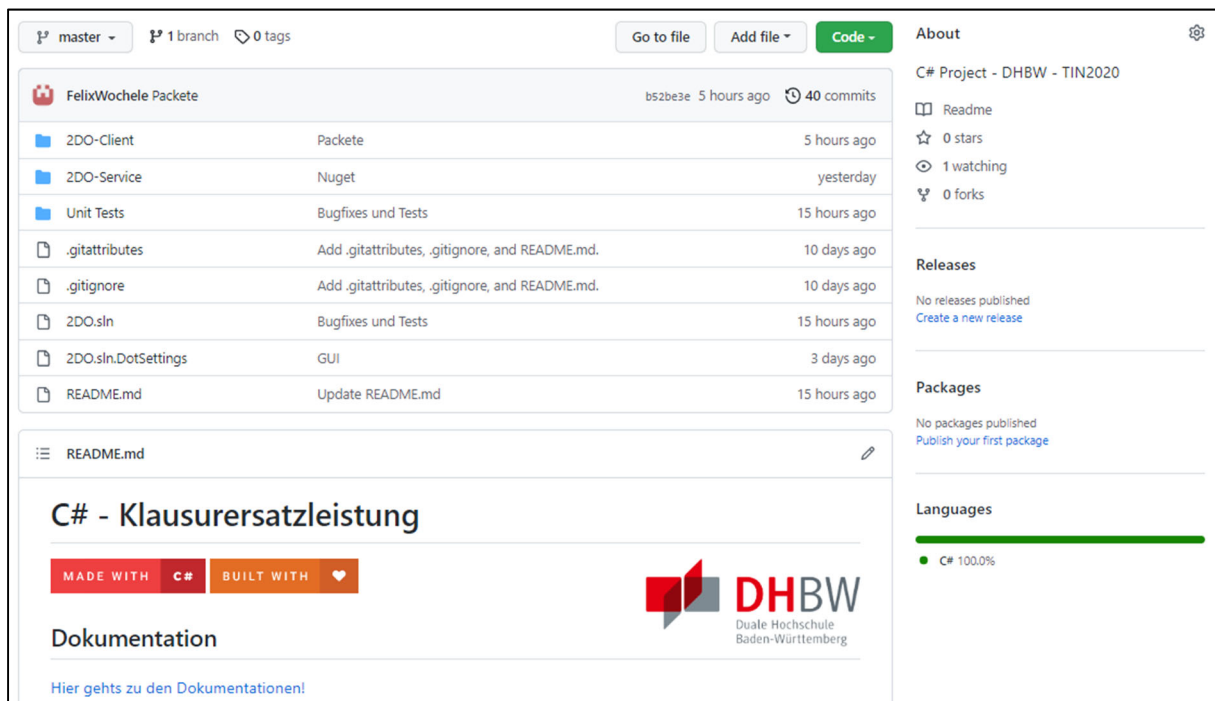 master 1 branch 0 tags Go to file Add file Code
FelixWochele Packete b52be3e 5 hours ago 40 commits
2DO-Client Packete 5 hours ago
2DO-Service Nuget yesterday
Unit Tests Bugfixes und Tests 15 hours ago
.gitattributes Add .gitattributes, .gitignore, and README.md. 10 days ago
.gitignore Add .gitattributes, .gitignore, and README.md. 10 days ago
2DO.sln Bugfixes und Tests 15 hours ago
2DO.sln.DotSettings GUI 3 days ago
README.md Update README.md 15 hours ago
README.md
C# - Klausurersatzleistung
MADE WITH C# BUILT WITH
DHBW
Duale Hochschule
Baden-Württemberg
Dokumentation
Hier gehts zu den Dokumentationen!
About
C# Project - DHBW - TIN2020
Readme
0 stars
1 watching
0 forks
Releases
No releases published
Create a new release
Packages
No packages published
Publish your first package
Languages
C# 100.0%